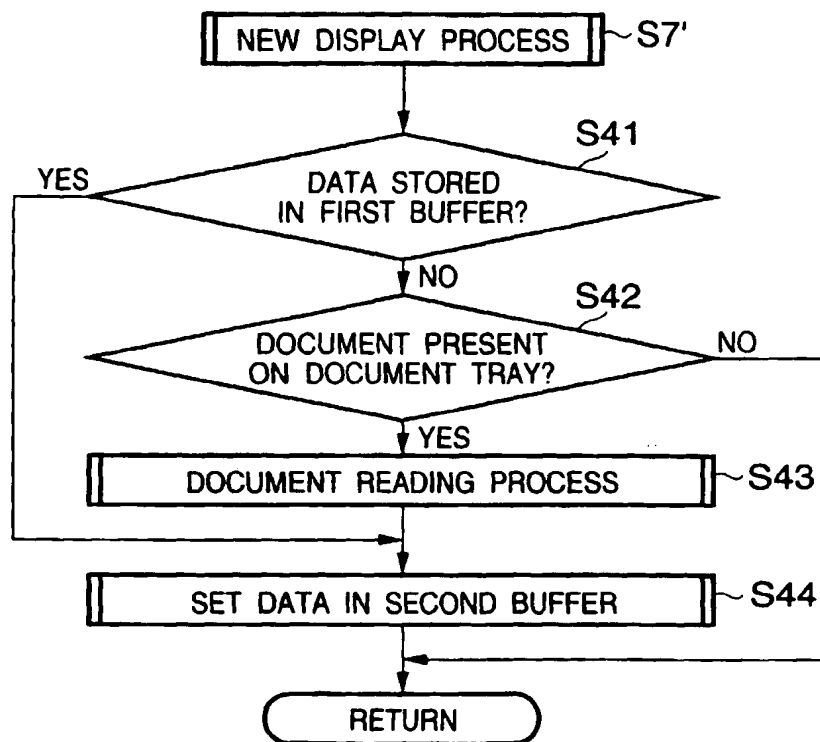 NEW DISPLAY PROCESS
S7'
S41
YES
DATA STORED
IN FIRST BUFFER?
NO
S42
DOCUMENT PRESENT
ON DOCUMENT TRAY?
NO
YES
DOCUMENT READING PROCESS
S43
SET DATA IN SECOND BUFFER
S44
RETURN